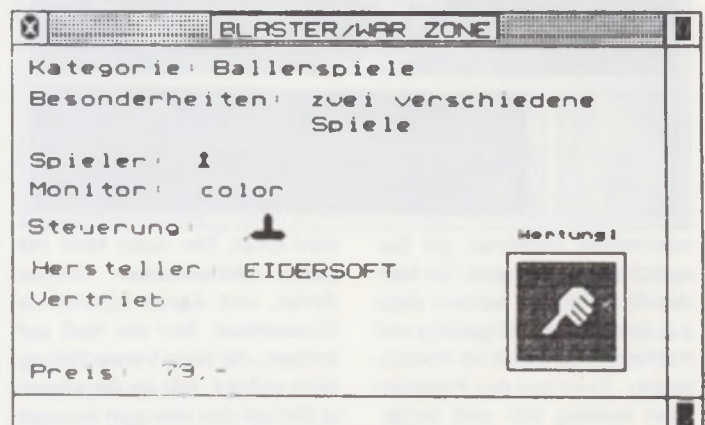 BLASTER/WAR ZONE
Kategorie: Ballerspiele
Besonderheiten: zwei verschiedene
Spiele
Spieler:
Monitor: color
Steuerung:
Wertung:
Hersteller: EIDERSOFT
Vertrieb
Preis: 79,-